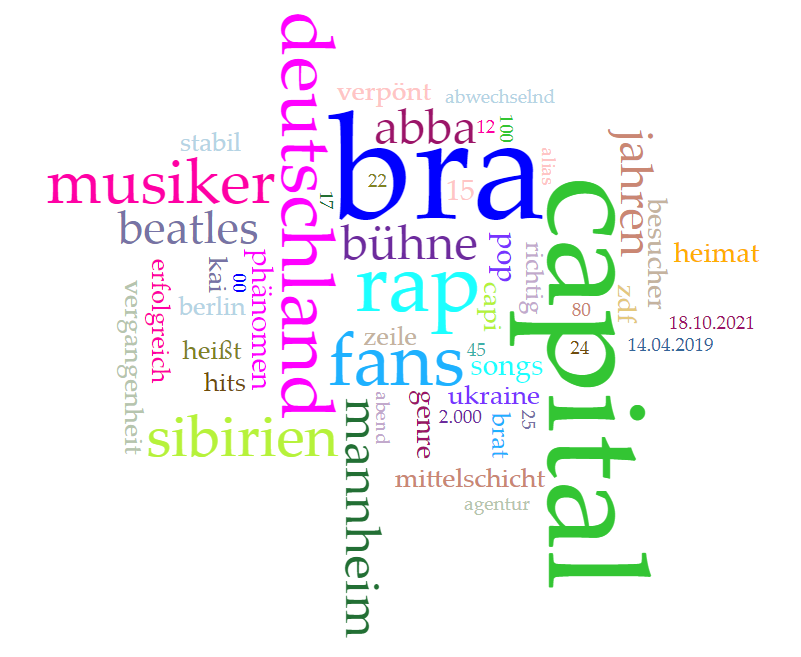 deutschland
verpönt
abwechselnd
abba
12
100
bra
stabil
musiker
22
15
alias
17
jahren
capital
besucher
beatles
bühne
pop
richtig
heimat
kai
00
phänomen
erfolgreich
vergangenheit
berlin
rap
capi
80
zdf
18.10.2021
heißt
hits
zeile
fans
45
songs
24
14.04.2019
sibirien
mannheim
abend
genre
ukraine
2.000
brat
25
mittelschicht
agentur